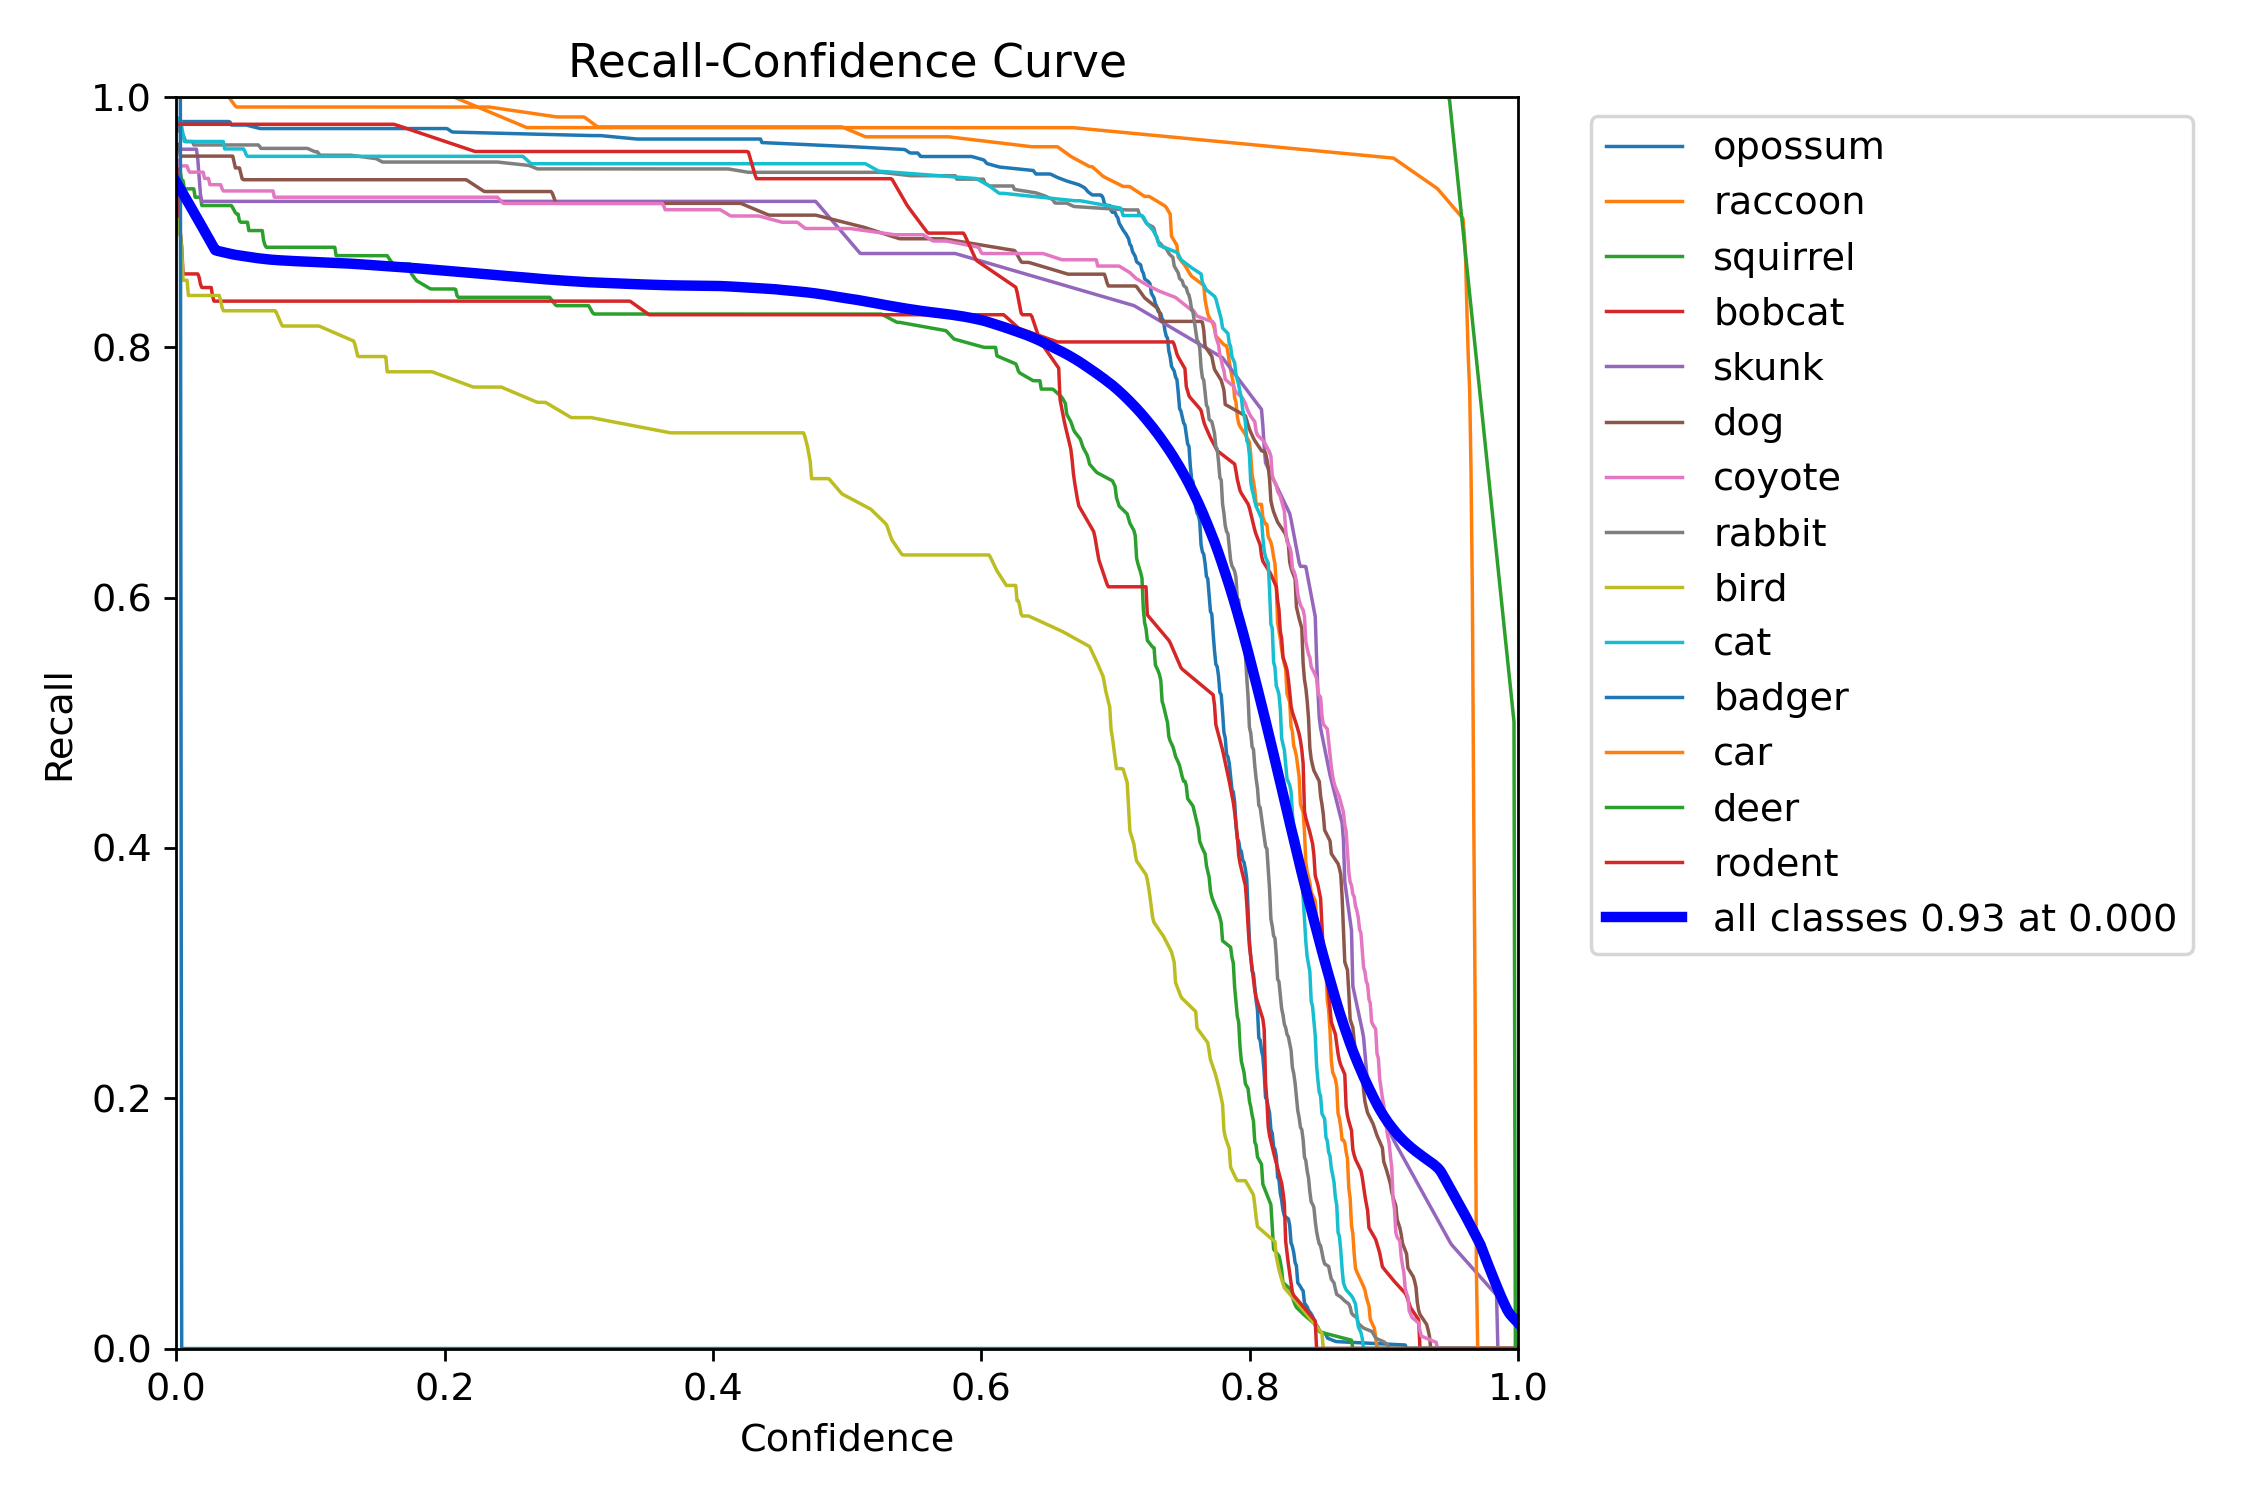 Recall-Confidence Curve
1.0
0.8
0.6
0.4
0.2
0.0
Recall
0.0 0.2 0.4 0.6 0.8 1.0
Confidence
opossum
raccoon
squirrel
bobcat
skunk
dog
coyote
rabbit
bird
cat
badger
car
deer
rodent
all classes 0.93 at 0.000